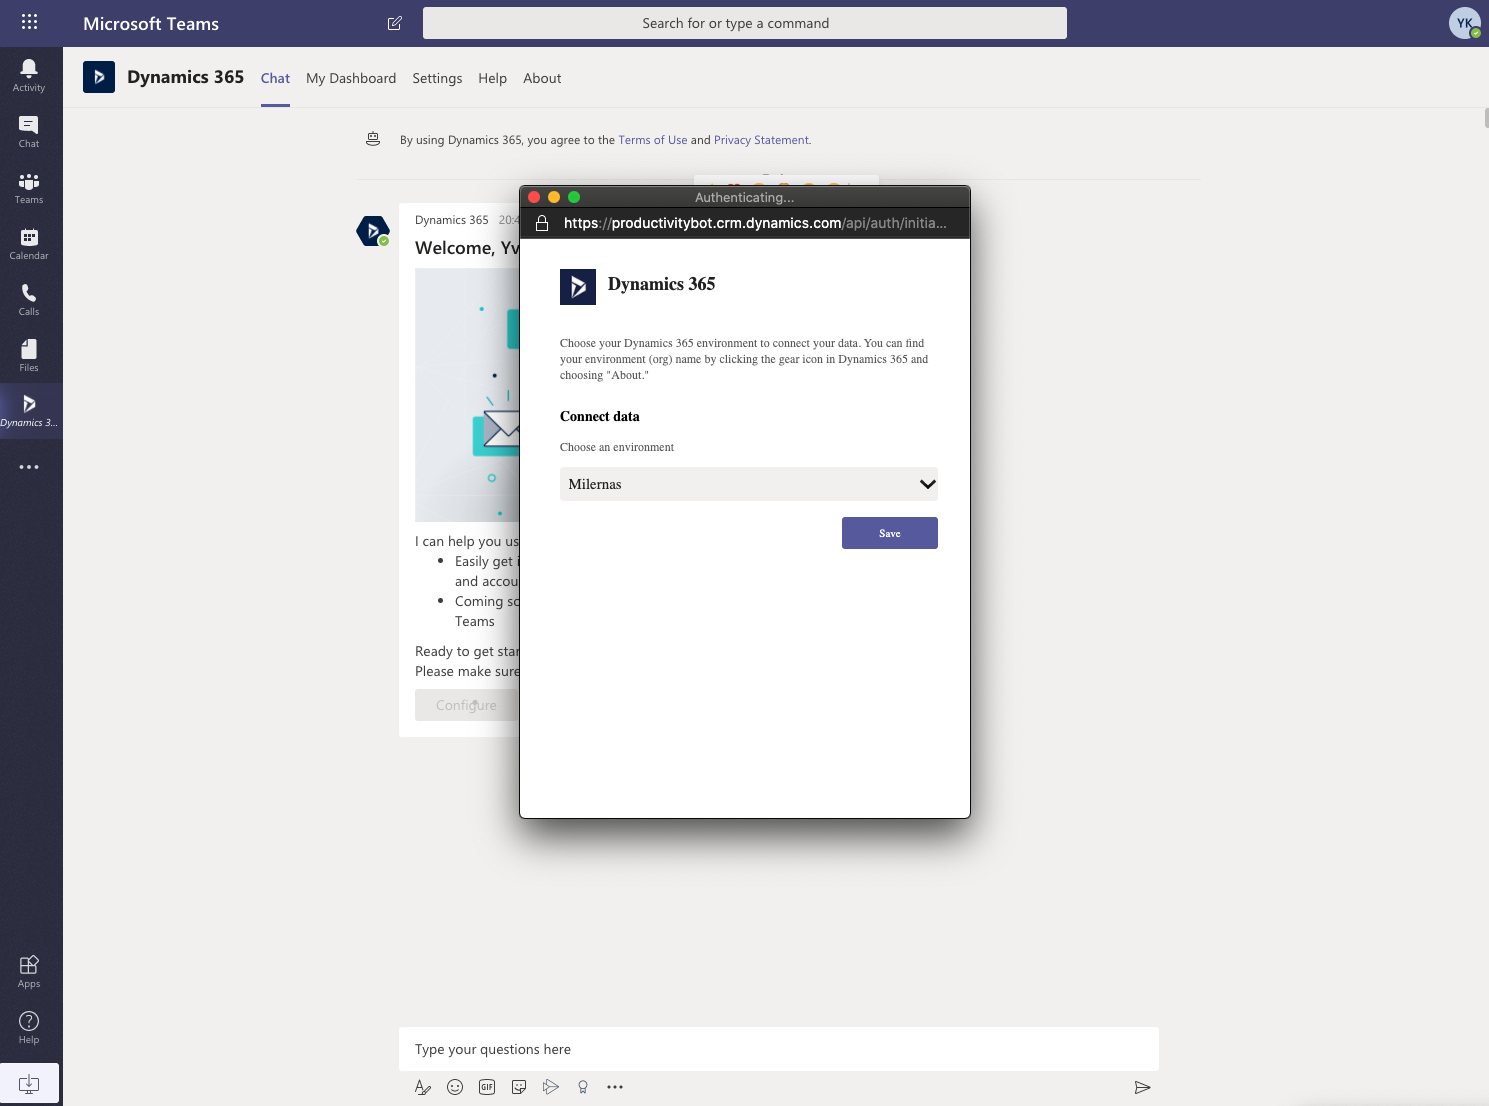 Microsoft Teams
Search for or type a command
YK
Activity
Chat
Teams
Calendar
Calls
Files
Dynamics 3...
Apps
Help
Dynamics 365
Chat
My Dashboard
Settings
Help
About
By using Dynamics 365, you agree to the Terms of Use and Privacy Statement.
Dynamics 365 20:4
Welcome, Yv
I can help you us
Easily get i
and accou
Coming so
Teams
Ready to get star
Please make sure
Configure
Authenticating...
https://productivitybot.crm.dynamics.com/api/auth/initia...
Dynamics 365
Choose your Dynamics 365 environment to connect your data. You can find
your environment (org) name by clicking the gear icon in Dynamics 365 and
choosing "About."
Connect data
Choose an environment
Milernas
Save
Type your questions here
GIF